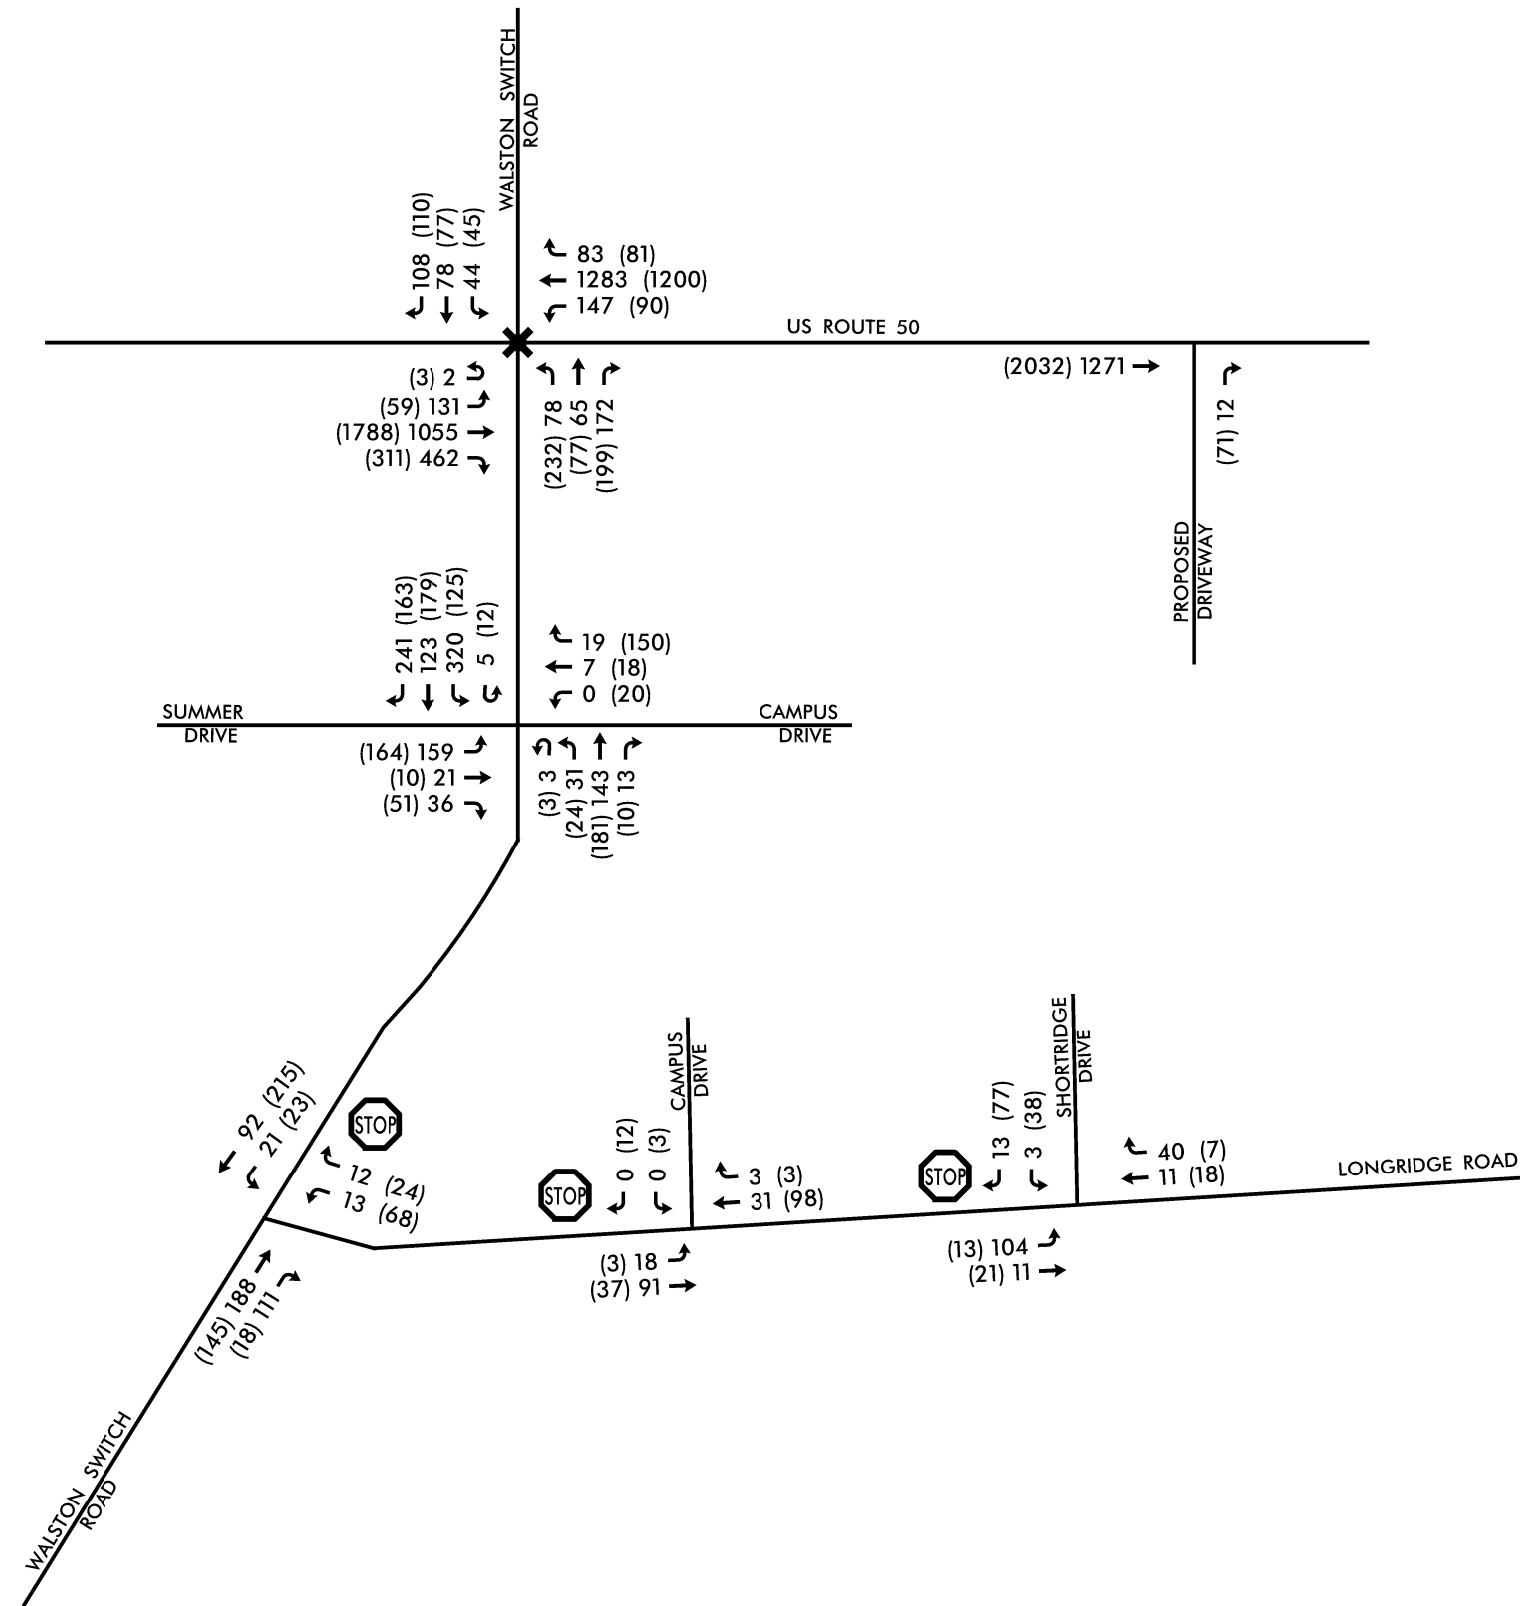 WALSTON SWITCH
ROAD
108 (110)
78 (77)
44 (45)
83 (81)
1283 (1200)
147 (90)
US ROUTE 50
(3) 2
(59) 131
(1788) 1055
(311) 462
(232) 78
(77) 65
(199) 172
(2032) 1271
(71) 12
PROPOSED
DRIVEWAY
241 (163)
123 (179)
320 (125)
5 (12)
19 (150)
7 (18)
0 (20)
SUMMER
DRIVE
CAMPUS
DRIVE
(164) 159
(10) 21
(51) 36
(3) 3
(24) 31
(181) 143
(10) 13
92 (215)
21 (23)
STOP
12 (24)
13 (68)
(145) 188
(18) 111
STOP
0 (12)
0 (3)
CAMPUS
DRIVE
3 (3)
31 (98)
(3) 18
(37) 91
STOP
13 (77)
3 (38)
SHORTRIDGE
DRIVE
40 (7)
11 (18)
LONGRIDGE ROAD
(13) 104
(21) 11
WALSTON SWITCH
ROAD